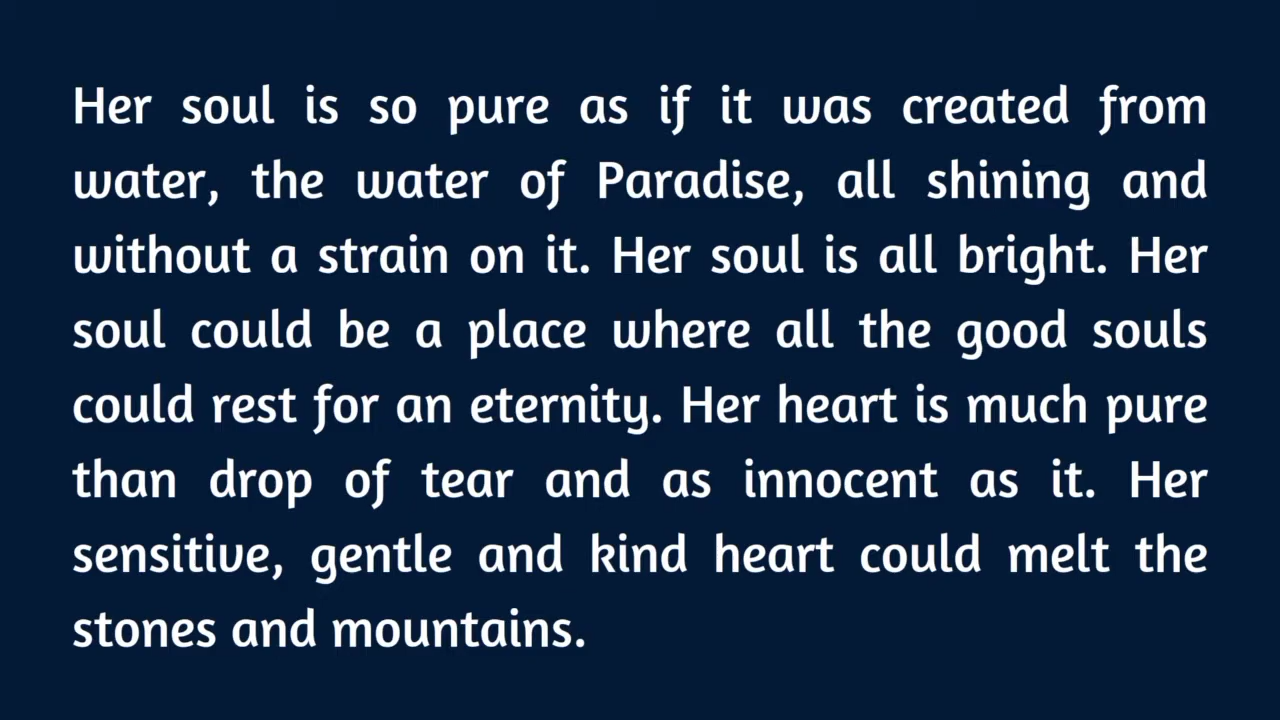 Her soul is so pure as if it was created from
water, the water of Paradise, all shining and
without a strain on it. Her soul is all bright. Her
soul could be a place where all the good souls
could rest for an eternity. Her heart is much pure
than drop of tear and as innocent as it. Her
sensitive, gentle and kind heart could melt the
stones and mountains.